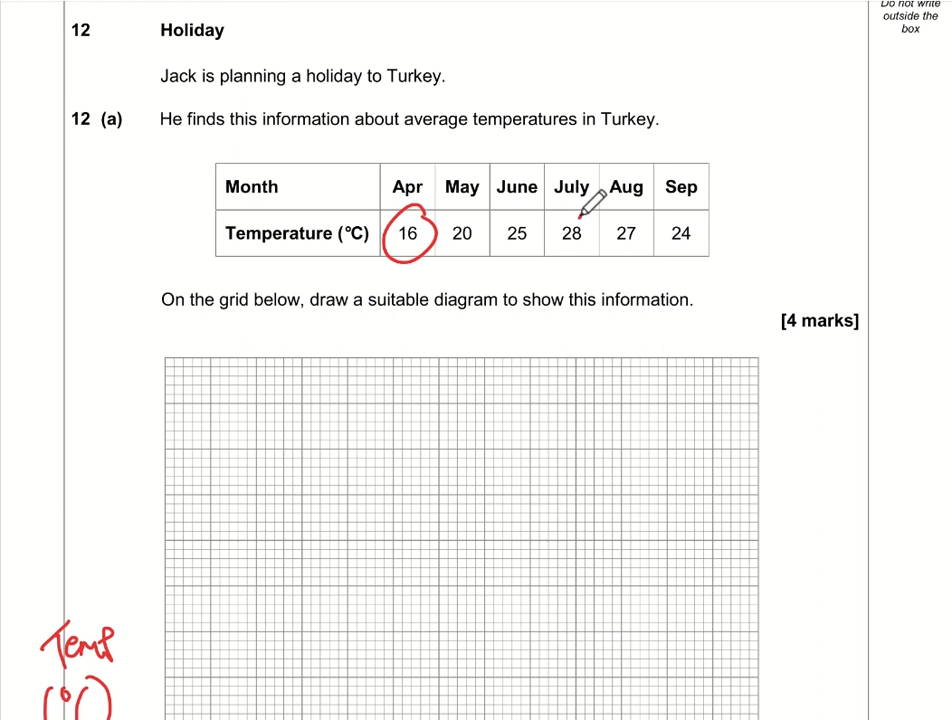 Do not write
outside the
box
12 Holiday
Jack is planning a holiday to Turkey.
12 (a) He finds this information about average temperatures in Turkey.
Month Apr May June July Aug Sep
Temperature (°C) 16 20 25 28 27 24
On the grid below, draw a suitable diagram to show this information.
[4 marks]
Temp
(°C)